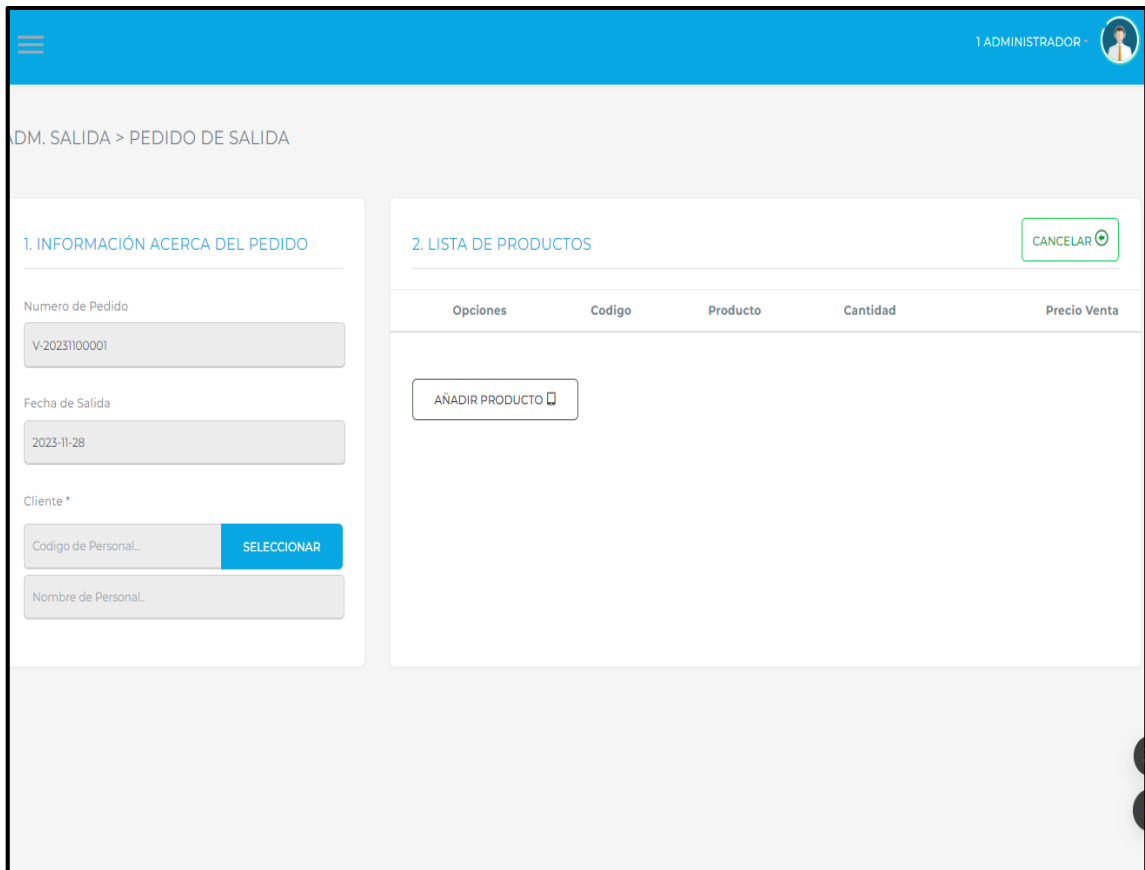 1 ADMINISTRADOR
ADM. SALIDA > PEDIDO DE SALIDA
1. INFORMACIÓN ACERCA DEL PEDIDO
Numero de Pedido
V-20231100001
Fecha de Salida
2023-11-28
Cliente *
Codigo de Personal...
SELECCIONAR
Nombre de Personal..
2. LISTA DE PRODUCTOS
CANCELAR
Opciones Codigo Producto Cantidad Precio Venta
AÑADIR PRODUCTO